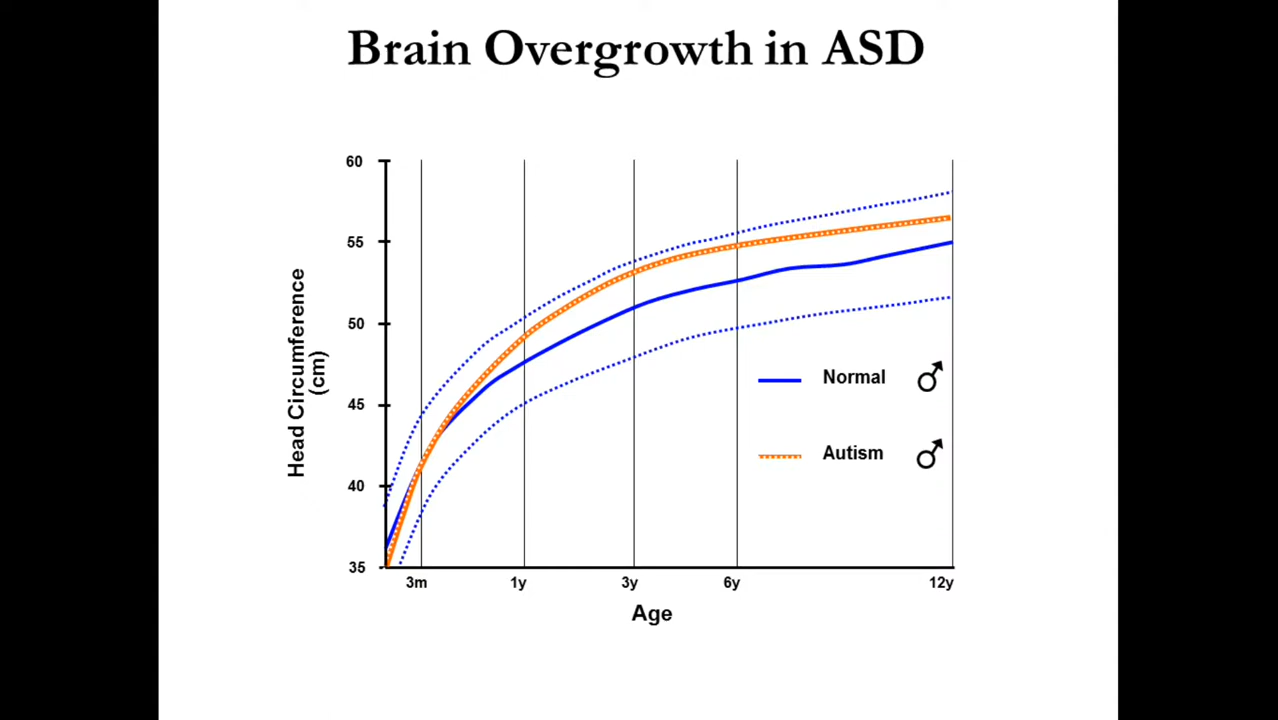 Brain Overgrowth in ASD
60
55
50
45
40
35
Head Circumference
(cm)
Normal ♂
Autism ♂
3m 1y 3y 6y 12y
Age